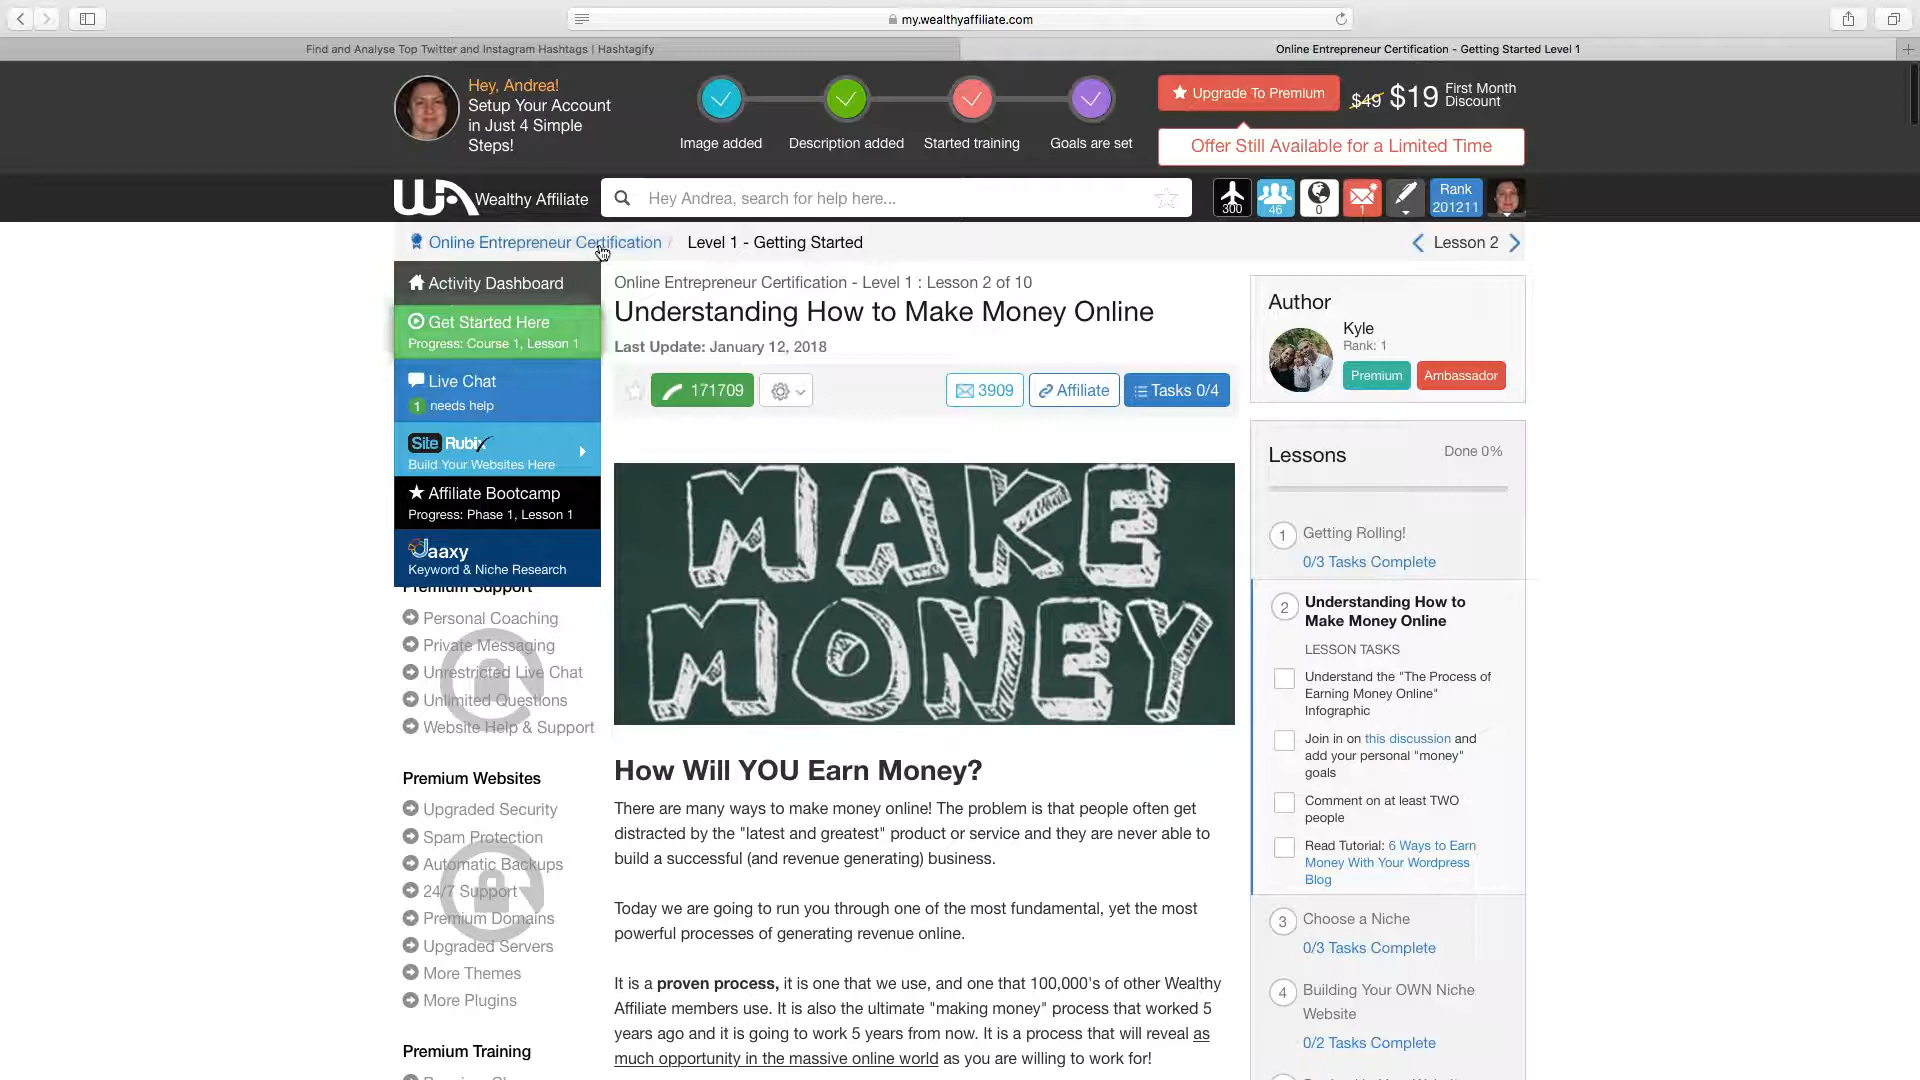 my.wealthyaffiliate.com
Find and Analyse Top Twitter and Instagram Hashtags | Hashtagify
Online Entrepreneur Certification - Getting Started Level 1
Hey, Andrea!
Setup Your Account
in Just 4 Simple
Steps!
Image added
Description added
Started training
Goals are set
Upgrade To Premium
$49 $19 First Month
Discount
Offer Still Available for a Limited Time
WA Wealthy Affiliate
Hey Andrea, search for help here...
300
46
0
1
Rank
201211
Online Entrepreneur Certification / Level 1 - Getting Started
Lesson 2
Activity Dashboard
Get Started Here
Progress: Course 1, Lesson 1
Live Chat
1 needs help
Site Rubix
Build Your Websites Here
Affiliate Bootcamp
Progress: Phase 1, Lesson 1
Jaaxy
Keyword & Niche Research
Premium Support
Personal Coaching
Private Messaging
Unrestricted Live Chat
Unlimited Questions
Website Help & Support
Premium Websites
Upgraded Security
Spam Protection
Automatic Backups
24/7 Support
Premium Domains
Upgraded Servers
More Themes
More Plugins
Premium Training
Online Entrepreneur Certification - Level 1 : Lesson 2 of 10
Understanding How to Make Money Online
Last Update: January 12, 2018
171709
3909
Affiliate
Tasks 0/4
MAKE
MONEY
How Will YOU Earn Money?
There are many ways to make money online! The problem is that people often get
distracted by the "latest and greatest" product or service and they are never able to
build a successful (and revenue generating) business.
Today we are going to run you through one of the most fundamental, yet the most
powerful processes of generating revenue online.
It is a proven process, it is one that we use, and one that 100,000's of other Wealthy
Affiliate members use. It is also the ultimate "making money" process that worked 5
years ago and it is going to work 5 years from now. It is a process that will reveal as
much opportunity in the massive online world as you are willing to work for!
Author
Kyle
Rank: 1
Premium
Ambassador
Lessons
Done 0%
1 Getting Rolling!
0/3 Tasks Complete
2 Understanding How to
Make Money Online
LESSON TASKS
Understand the "The Process of
Earning Money Online"
Infographic
Join in on this discussion and
add your personal "money"
goals
Comment on at least TWO
people
Read Tutorial: 6 Ways to Earn
Money With Your Wordpress
Blog
3 Choose a Niche
0/3 Tasks Complete
4 Building Your OWN Niche
Website
0/2 Tasks Complete